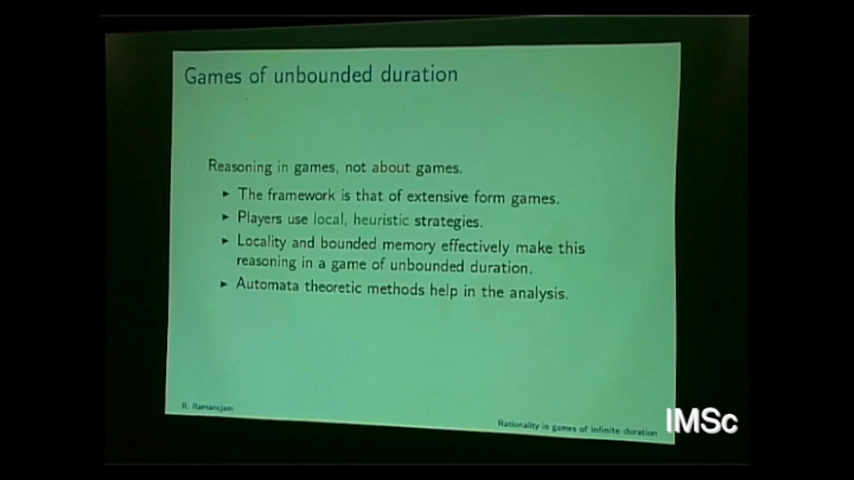 Games of unbounded duration
Reasoning in games, not about games.
The framework is that of extensive form games.
Players use local, heuristic strategies.
Locality and bounded memory effectively make this
reasoning in a game of unbounded duration.
Automata theoretic methods help in the analysis.
R. Ramanujam
Rationality in games of infinite duration
IMSc